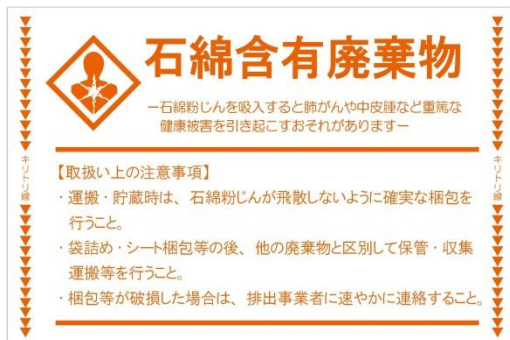 石綿含有廃棄物
ー石綿粉じんを吸入すると肺がんや中皮腫など重篤な
健康被害を引き起こすおそれがありますー
【取扱い上の注意事項】
・運搬・貯蔵時は、石綿粉じんが飛散しないように確実な梱包を
行うこと。
・袋詰め・シート梱包等の後、他の廃棄物と区別して保管・収集
運搬等を行うこと。
・梱包等が破損した場合は、排出事業者に速やかに連絡すること。
キリトリ線
キリトリ線